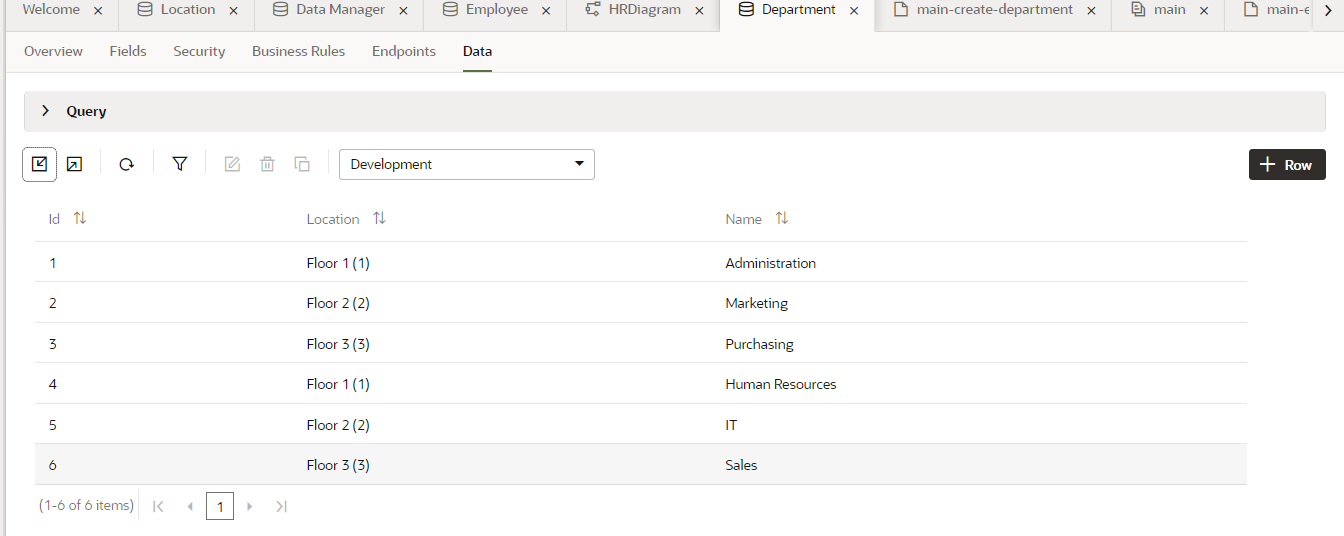 Welcome Location Data Manager Employee HRDiagram Department main-create-department main main-e
Overview Fields Security Business Rules Endpoints Data
Query
Development Row
Id Location Name
1 Floor 1 (1) Administration
2 Floor 2 (2) Marketing
3 Floor 3 (3) Purchasing
4 Floor 1 (1) Human Resources
5 Floor 2 (2) IT
6 Floor 3 (3) Sales
(1-6 of 6 items) 1